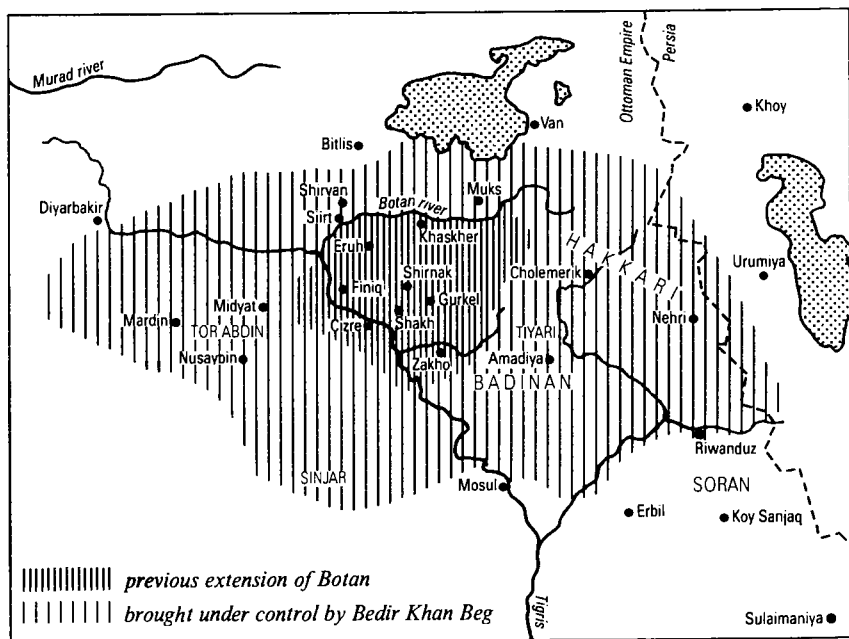 Murad river
Ottoman Empire
Persia
Khoy
Van
Bitlis
Shirvan
Muks
Botan river
Siirt
Diyarbakir
Khaskher
Eruh
HAKKARI
Urumiya
Cholemerik
Shirnak
Finiq
Gurkel
Midyat
Nehri
Mardin
TOR ABDIN
Shakh
Çizre
TIYARI
Nusaybin
Zakho
Amadiya
BADINAN
Riwanduz
SINJAR
Mosul
SORAN
Erbil
Koy Sanjaq
previous extension of Botan
brought under control by Bedir Khan Beg
Tigris
Sulaimaniya